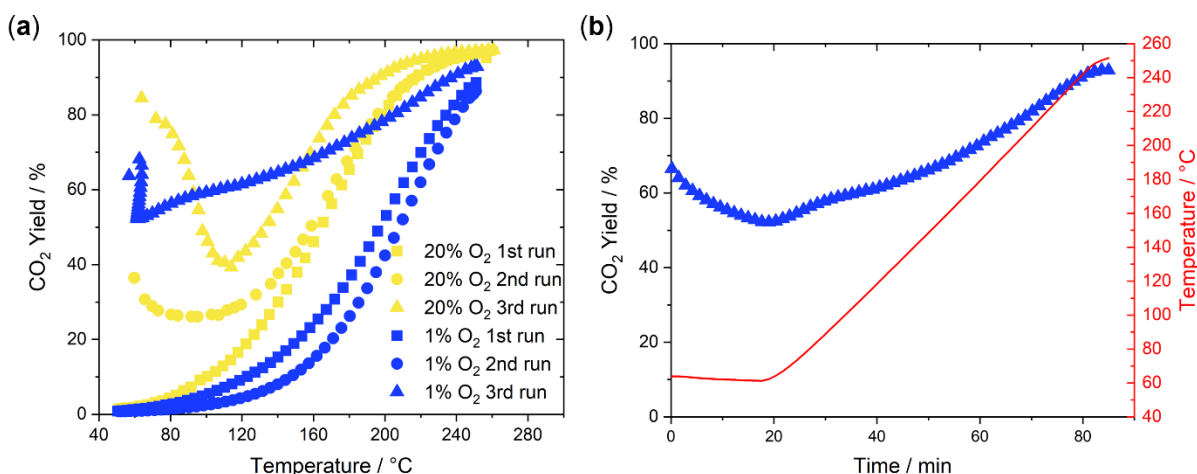 (a)
CO2 Yield / %
100
80
60
40
20
0
40
80
120
160
200
240
280
Temperature / °C
20% O2 1st run
20% O2 2nd run
20% O2 3rd run
1% O2 1st run
1% O2 2nd run
1% O2 3rd run
(b)
CO2 Yield / %
100
80
60
40
20
0
0
20
40
60
80
Time / min
260
240
220
200
180
160
140
120
100
80
60
40
Temperature / °C